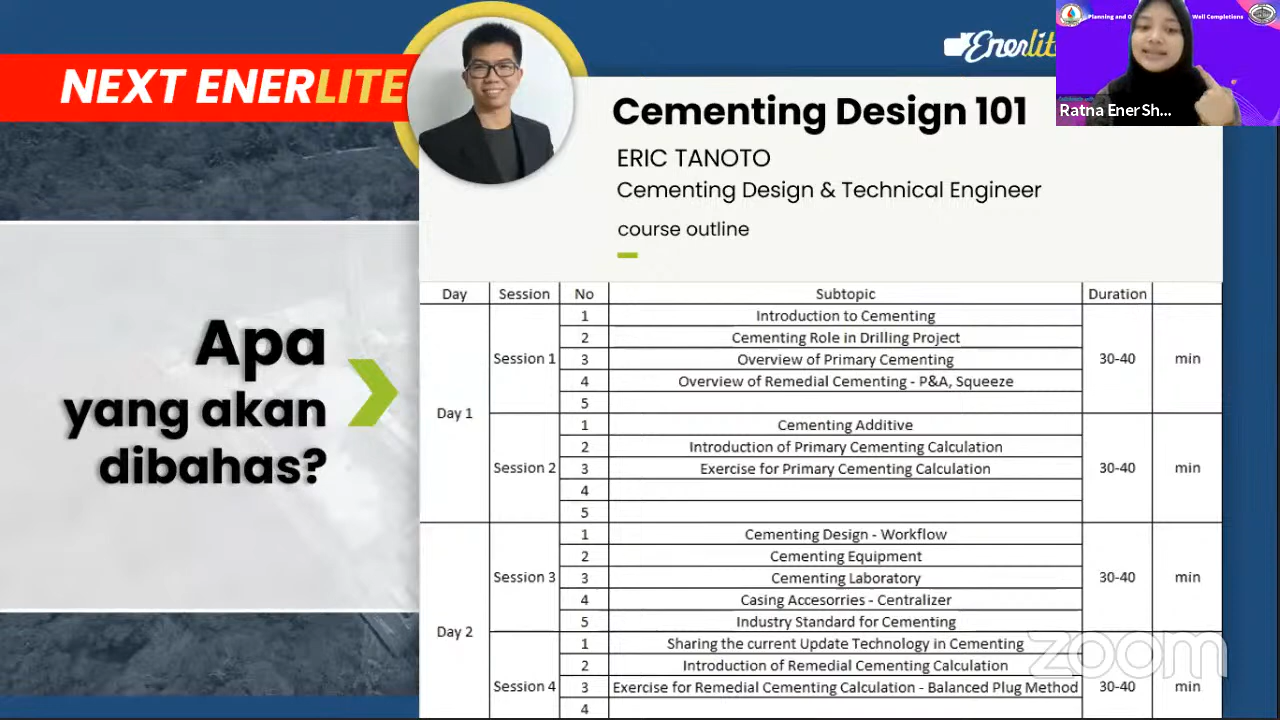 NEXT ENERLITE
Enerlit
Planning and
Well Completions
Ratna Ener Sh...
Cementing Design 101
ERIC TANOTO
Cementing Design & Technical Engineer
course outline
Apa
yang akan
dibahas?
Day Session No Subtopic Duration
Day 1
Session 1
1 Introduction to Cementing
2 Cementing Role in Drilling Project
3 Overview of Primary Cementing
4 Overview of Remedial Cementing - P&A, Squeeze
5
30-40 min
Session 2
1 Cementing Additive
2 Introduction of Primary Cementing Calculation
3 Exercise for Primary Cementing Calculation
4
5
30-40 min
Day 2
Session 3
1 Cementing Design - Workflow
2 Cementing Equipment
3 Cementing Laboratory
4 Casing Accesorries - Centralizer
5 Industry Standard for Cementing
30-40 min
Session 4
1 Sharing the current Update Technology in Cementing
2 Introduction of Remedial Cementing Calculation
3 Exercise for Remedial Cementing Calculation - Balanced Plug Method
4
30-40 min
zoom